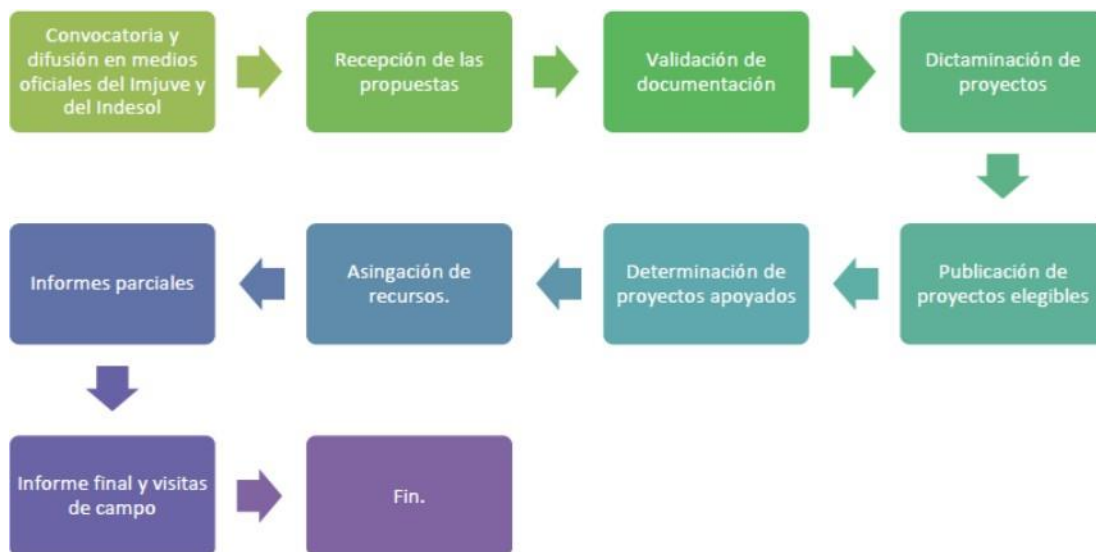 Convocatoria y
difusión en medios
oficiales del Imjuve y
del Indesol
Recepción de las
propuestas
Validación de
documentación
Dictaminación de
proyectos
Publicación de
proyectos elegibles
Determinación de
proyectos apoyados
Asingación de
recursos.
Informes parciales
Informe final y visitas
de campo
Fin.